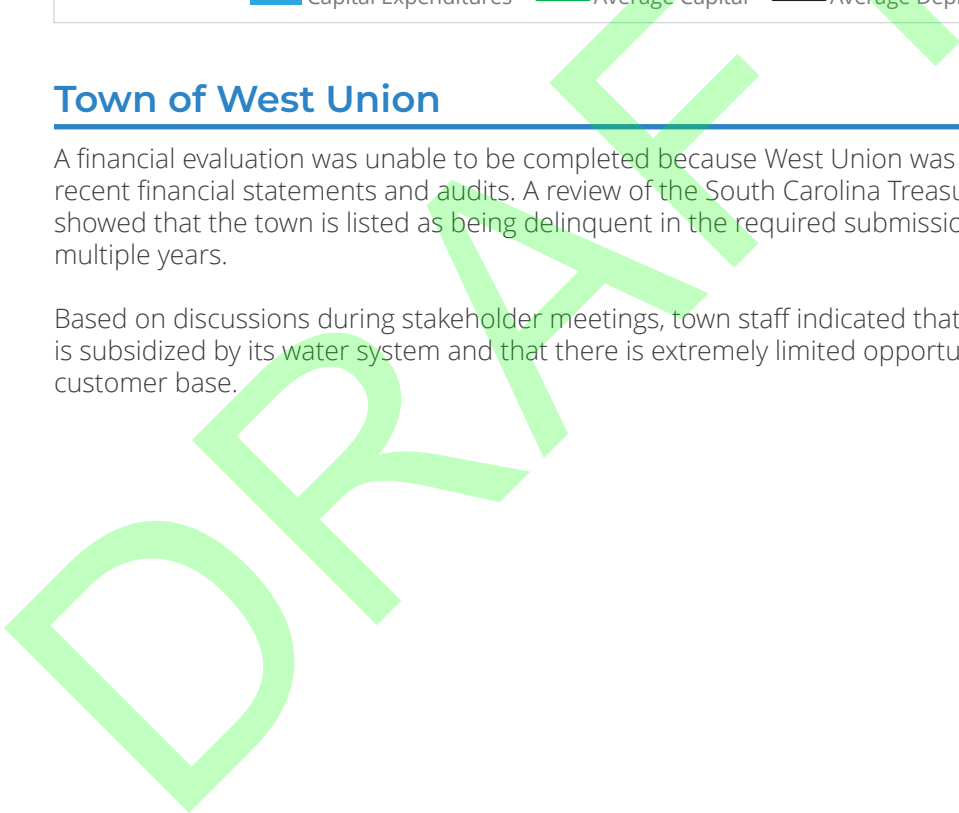 Capital Expenditures Average Capital Average Depr
Town of West Union
A financial evaluation was unable to be completed because West Union was
recent financial statements and audits. A review of the South Carolina Treasu
showed that the town is listed as being delinquent in the required submissio
multiple years.
Based on discussions during stakeholder meetings, town staff indicated that
is subsidized by its water system and that there is extremely limited opportu
customer base.
DRAFT